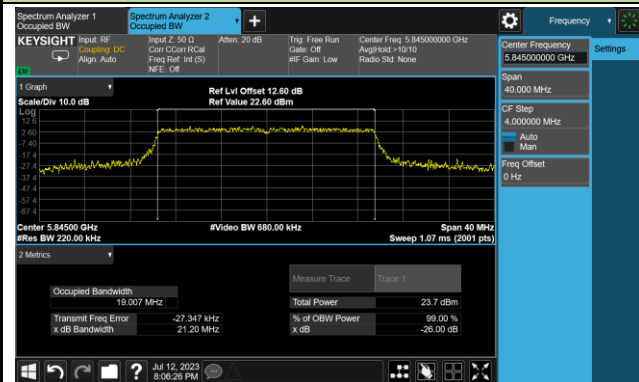 Spectrum Analyzer 1
Occupied BW
Spectrum Analyzer 2
Occupied BW
Frequency
KEYSIGHT
Input: RF
Coupling: DC
Align: Auto
Input Z: 50 Ω
Corr CCorr RCal
Freq Ref: Int (S)
NFE: Off
Atten: 20 dB
Trig: Free Run
Gate: Off
#IF Gain: Low
Center Freq: 5.845000000 GHz
Avg|Hold:>10/10
Radio Std: None
LXI
1 Graph
Scale/Div 10.0 dB
Ref Lvl Offset 12.60 dB
Ref Value 22.60 dBm
Log
12.6
2.60
-7.40
-17.4
-27.4
-37.4
-47.4
-57.4
-67.4
Center 5.84500 GHz
#Res BW 220.00 kHz
#Video BW 680.00 kHz
Span 40 MHz
Sweep 1.07 ms (2001 pts)
2 Metrics
Measure Trace
Trace 1
Occupied Bandwidth
19.007 MHz
Total Power
23.7 dBm
Transmit Freq Error
-27.347 kHz
% of OBW Power
99.00 %
x dB Bandwidth
21.20 MHz
x dB
-26.00 dB
Center Frequency
5.845000000 GHz
Settings
Span
40.000 MHz
CF Step
4.000000 MHz
Auto
Man
Freq Offset
0 Hz
?
Jul 12, 2023
8:06:26 PM